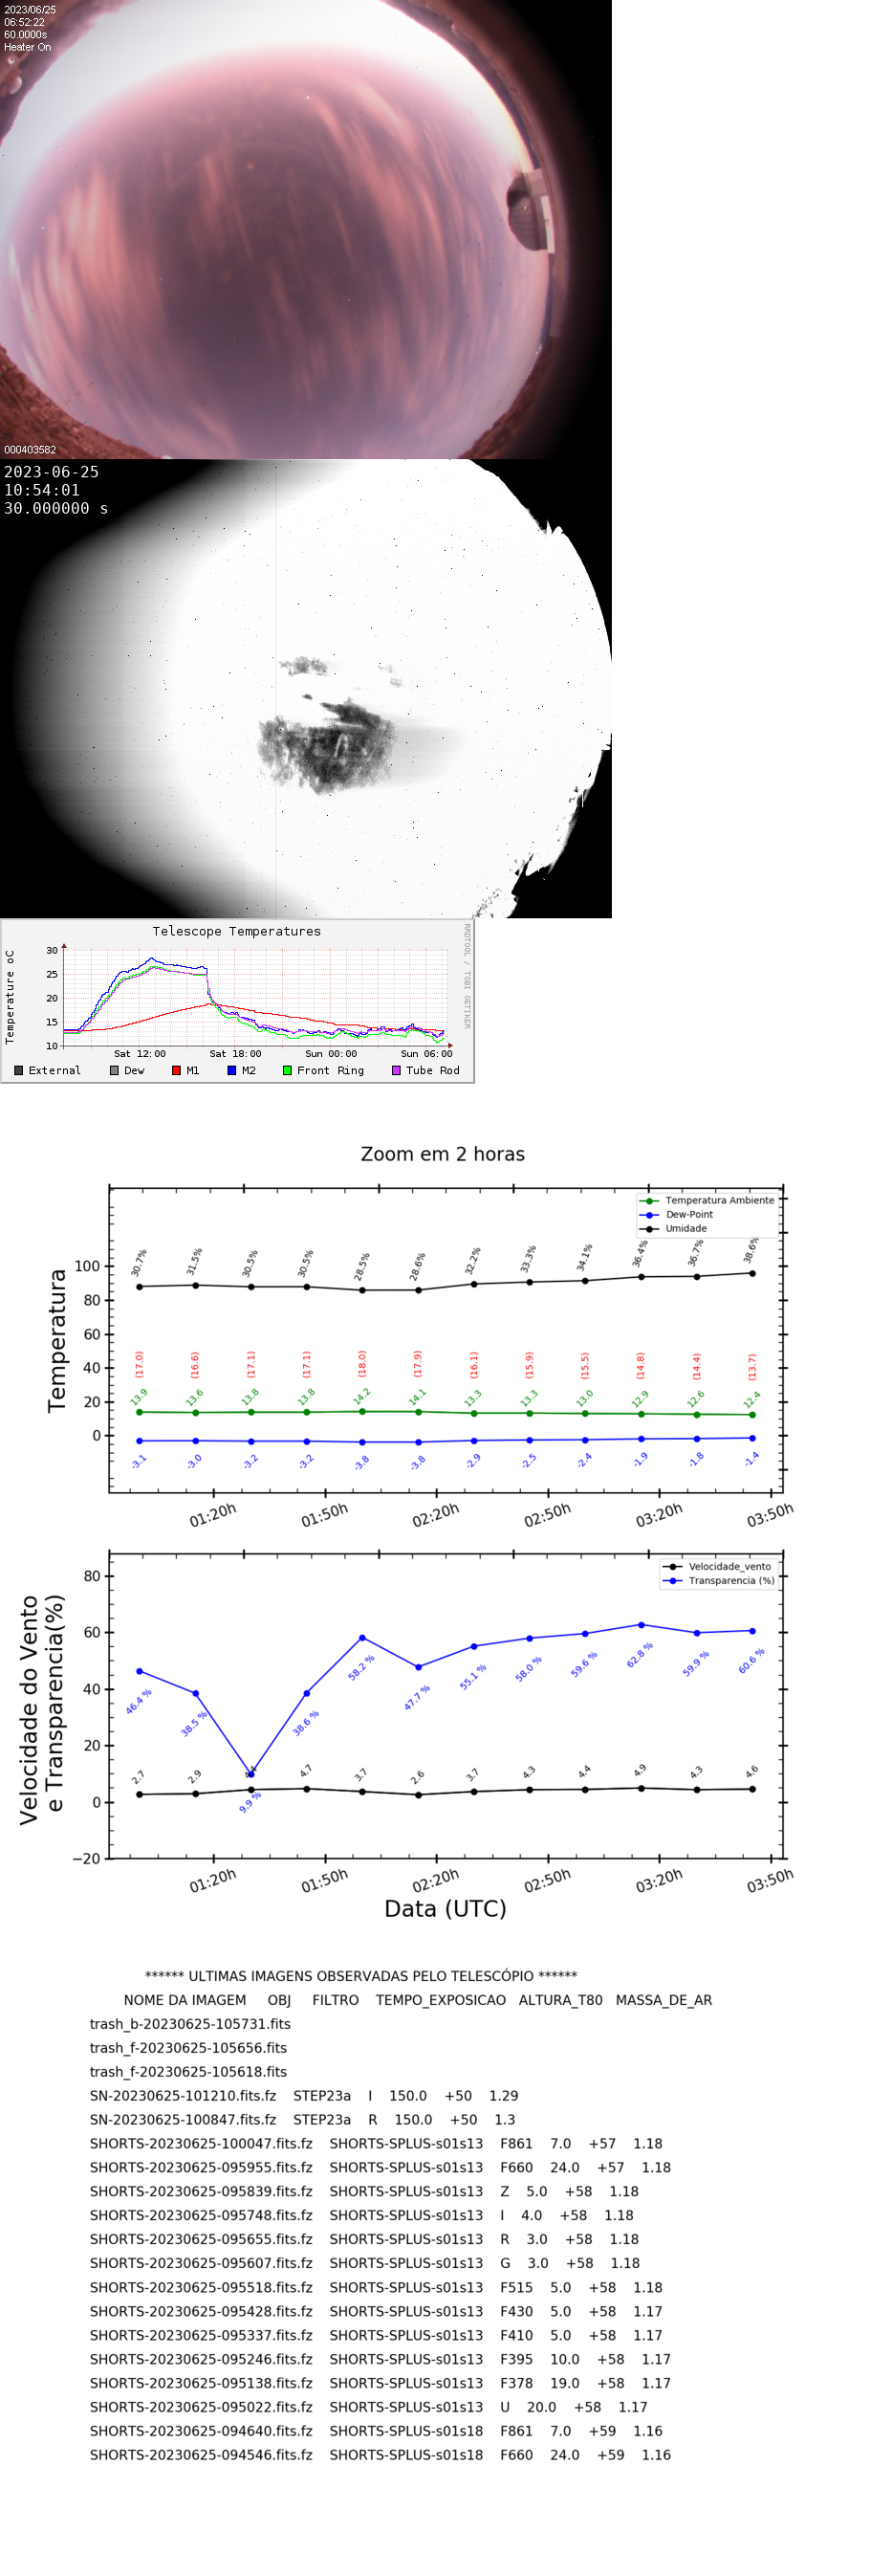 2023/06/25
06:52:22
60.0000s
Heater On
000403582
2023-06-25
10:54:01
30.000000 s
Telescope Temperatures
RRDTOOL / TOBI OETIKER
Temperature oC
30
25
20
15
10
Sat 12:00 Sat 18:00 Sun 00:00 Sun 06:00
External Dew M1 M2 Front Ring Tube Rod
Zoom em 2 horas
Temperatura
Temperatura Ambiente
Dew-Point
Umidade
100
80
60
40
20
0
30.7% 31.5% 30.5% 30.5% 28.5% 28.6% 32.2% 33.3% 34.1% 36.4% 36.7% 38.6%
(17.0) (16.6) (17.1) (17.1) (18.0) (17.9) (16.1) (15.9) (15.5) (14.8) (14.4) (13.7)
13.9 13.6 13.8 13.8 14.2 14.1 13.3 13.3 13.0 12.9 12.6 12.4
-3.1 -3.0 -3.2 -3.2 -3.8 -3.8 -2.9 -2.5 -2.4 -1.9 -1.8 -1.4
01:20h 01:50h 02:20h 02:50h 03:20h 03:50h
Velocidade do Vento
e Transparencia(%)
Velocidade_vento
Transparencia (%)
80
60
40
20
0
−20
46.4 % 38.5 % 9.9 % 38.6 % 58.2 % 47.7 % 55.1 % 58.0 % 59.6 % 62.8 % 59.9 % 60.6 %
2.7 2.9 4.4 4.7 3.7 2.6 3.7 4.3 4.4 4.9 4.3 4.6
01:20h 01:50h 02:20h 02:50h 03:20h 03:50h
Data (UTC)
****** ULTIMAS IMAGENS OBSERVADAS PELO TELESCÓPIO ******
NOME DA IMAGEM OBJ FILTRO TEMPO_EXPOSICAO ALTURA_T80 MASSA_DE_AR
trash_b-20230625-105731.fits
trash_f-20230625-105656.fits
trash_f-20230625-105618.fits
SN-20230625-101210.fits.fz STEP23a I 150.0 +50 1.29
SN-20230625-100847.fits.fz STEP23a R 150.0 +50 1.3
SHORTS-20230625-100047.fits.fz SHORTS-SPLUS-s01s13 F861 7.0 +57 1.18
SHORTS-20230625-095955.fits.fz SHORTS-SPLUS-s01s13 F660 24.0 +57 1.18
SHORTS-20230625-095839.fits.fz SHORTS-SPLUS-s01s13 Z 5.0 +58 1.18
SHORTS-20230625-095748.fits.fz SHORTS-SPLUS-s01s13 I 4.0 +58 1.18
SHORTS-20230625-095655.fits.fz SHORTS-SPLUS-s01s13 R 3.0 +58 1.18
SHORTS-20230625-095607.fits.fz SHORTS-SPLUS-s01s13 G 3.0 +58 1.18
SHORTS-20230625-095518.fits.fz SHORTS-SPLUS-s01s13 F515 5.0 +58 1.18
SHORTS-20230625-095428.fits.fz SHORTS-SPLUS-s01s13 F430 5.0 +58 1.17
SHORTS-20230625-095337.fits.fz SHORTS-SPLUS-s01s13 F410 5.0 +58 1.17
SHORTS-20230625-095246.fits.fz SHORTS-SPLUS-s01s13 F395 10.0 +58 1.17
SHORTS-20230625-095138.fits.fz SHORTS-SPLUS-s01s13 F378 19.0 +58 1.17
SHORTS-20230625-095022.fits.fz SHORTS-SPLUS-s01s13 U 20.0 +58 1.17
SHORTS-20230625-094640.fits.fz SHORTS-SPLUS-s01s18 F861 7.0 +59 1.16
SHORTS-20230625-094546.fits.fz SHORTS-SPLUS-s01s18 F660 24.0 +59 1.16